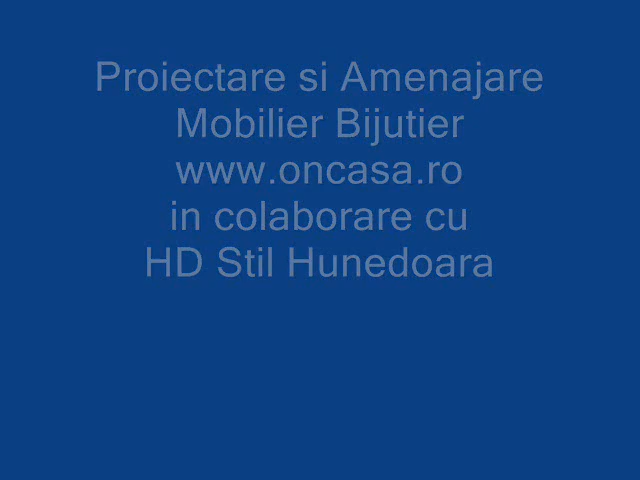 Proiectare si Amenajare
Mobilier Bijutier
www.oncasa.ro
in colaborare cu
HD Stil Hunedoara